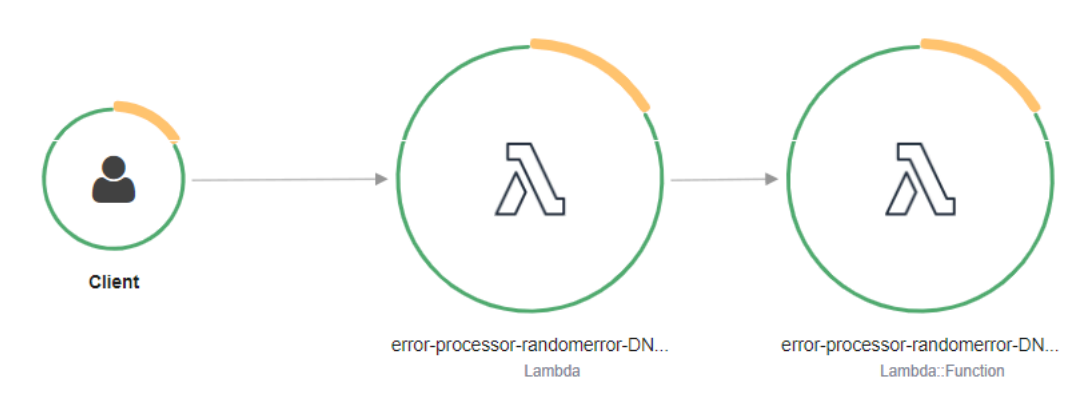 Client
error-processor-randomerror-DN...
Lambda
error-processor-randomerror-DN...
Lambda::Function